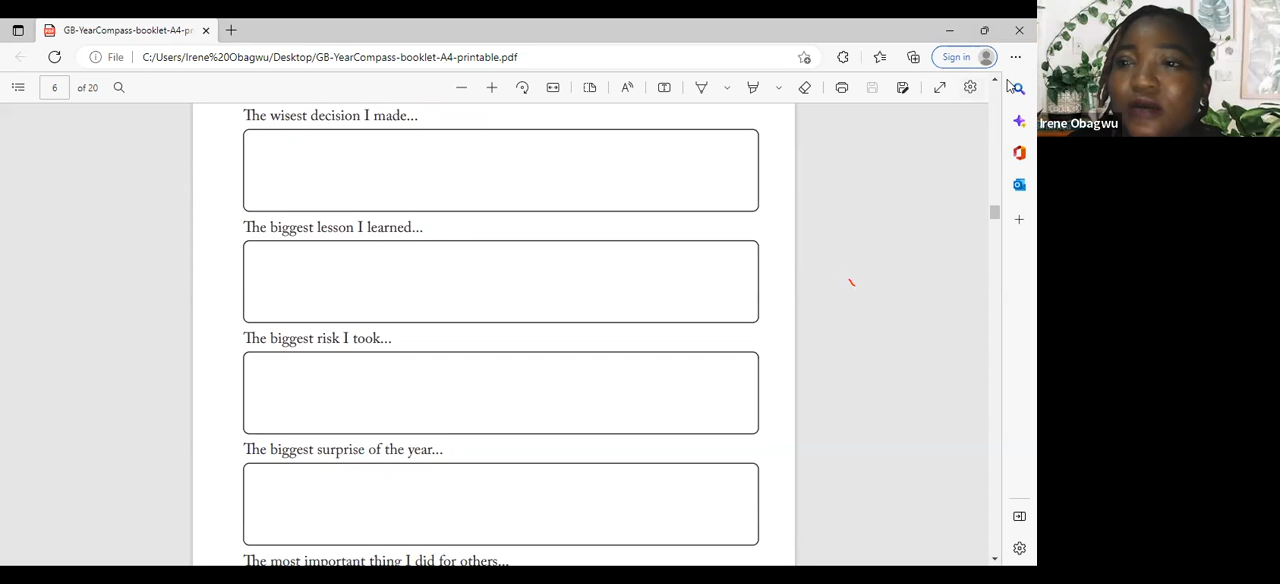 GB-YearCompass-booklet-A4-pr
File
C:/Users/Irene%20Obagwu/Desktop/GB-YearCompass-booklet-A4-printable.pdf
Sign in
6 of 20
The wisest decision I made...
The biggest lesson I learned...
The biggest risk I took...
The biggest surprise of the year...
The most important thing I did for others...
Irene Obagwu